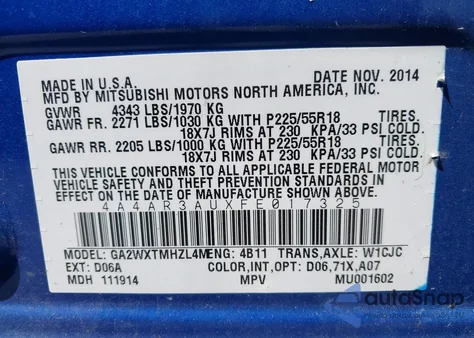 MADE IN U.S.A. DATE NOV. 2014
MFD BY MITSUBISHI MOTORS NORTH AMERICA, INC.
GVWR 4343 LBS/1970 KG
GAWR FR. 2271 LBS/1030 KG WITH P225/55R18 TIRES.
18X7J RIMS AT 230 KPA/33 PSI COLD.
GAWR RR. 2205 LBS/1000 KG WITH P225/55R18 TIRES.
18X7J RIMS AT 230 KPA/33 PSI COLD.
THIS VEHICLE CONFORMS TO ALL APPLICABLE FEDERAL MOTOR
VEHICLE SAFETY AND THEFT PREVENTION STANDARDS IN
EFFECT ON THE DATE OF MANUFACTURE SHOWN ABOVE.
4A4AR3AUXFE017325
MODEL: GA2WXTMHZL4M ENG: 4B11 TRANS,AXLE: W1CJC
EXT: D06A COLOR,INT,OPT: D06,71X,A07
MDH 111914 MPV MU001602
AutoSnap